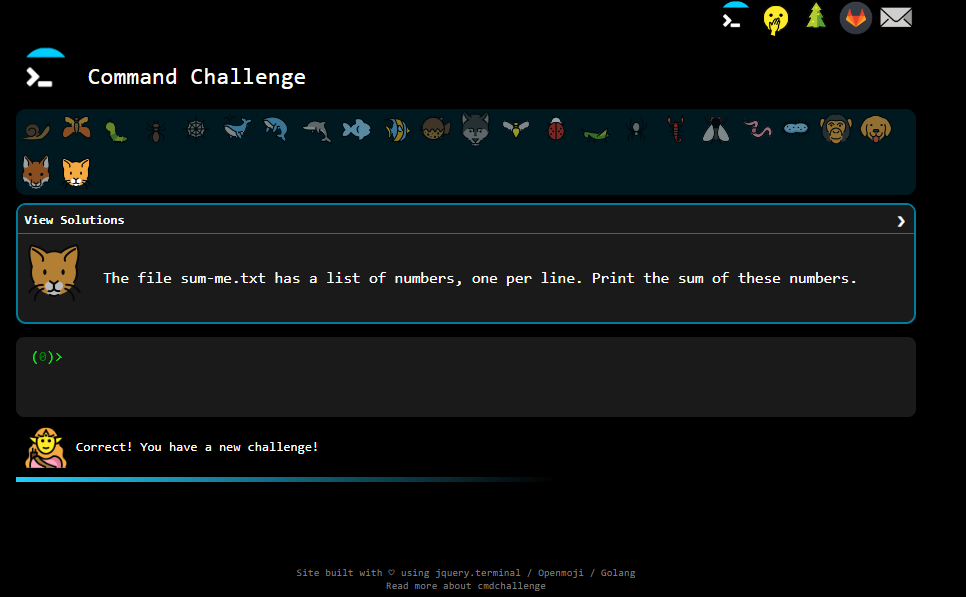 Command Challenge
View Solutions
The file sum-me.txt has a list of numbers, one per line. Print the sum of these numbers.
(0)>
Correct! You have a new challenge!
Site built with ♡ using jquery.terminal / Openmoji / Golang
Read more about cmdchallenge